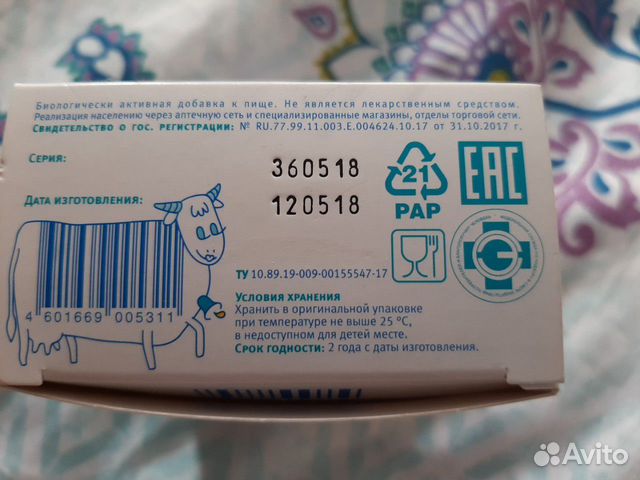 Биологически активная добавка к пище. Не является лекарственным средством.
Реализация населению через аптечную сеть и специализированные магазины, отделы торговой сети.
Свидетельство о гос. регистрации: № RU.77.99.11.003.E.004624.10.17 от 31.10.2017 г.
Серия: 360518
Дата изготовления: 120518
21
PAP
EAC
ТУ 10.89.19-009-00155547-17
Условия хранения
Хранить в оригинальной упаковке
при температуре не выше 25 °C,
в недоступном для детей месте.
Срок годности: 2 года с даты изготовления.
4 601669 005311
Avito